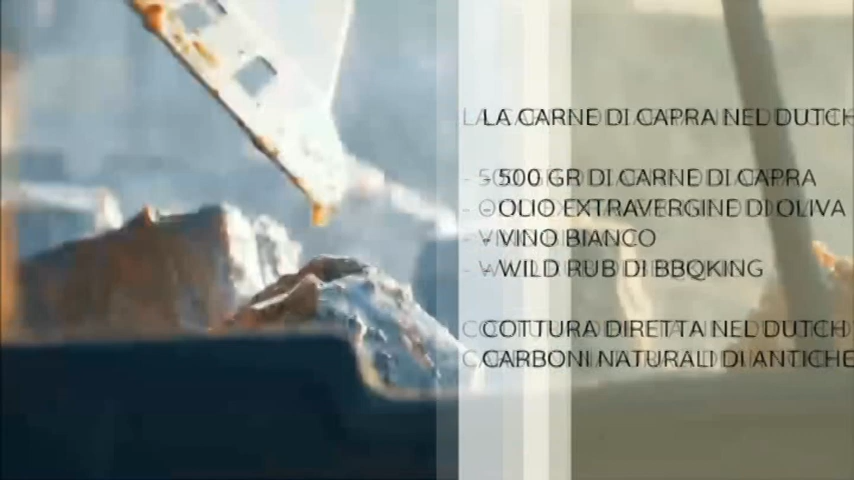 LA CARNE DI CAPRA NEL DUTCH
- 500 GR DI CARNE DI CAPRA
- OLIO EXTRAVERGINE DI OLIVA
- VINO BIANCO
- WILD RUB DI BBQKING
COTTURA DIRETTA NEL DUTCH
CARBONI NATURALI DI ANTICHE